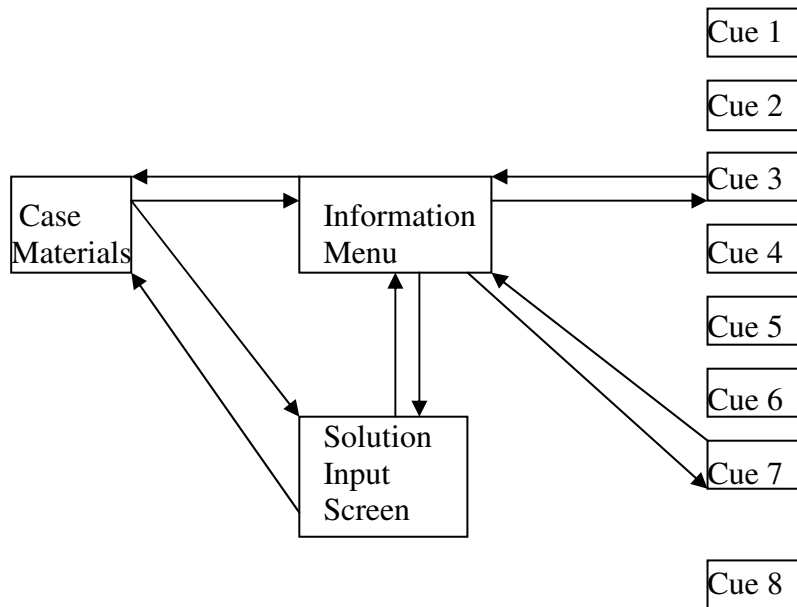 Cue 1
Cue 2
Case
Materials
Information
Menu
Cue 3
Cue 4
Cue 5
Cue 6
Solution
Input
Screen
Cue 7
Cue 8